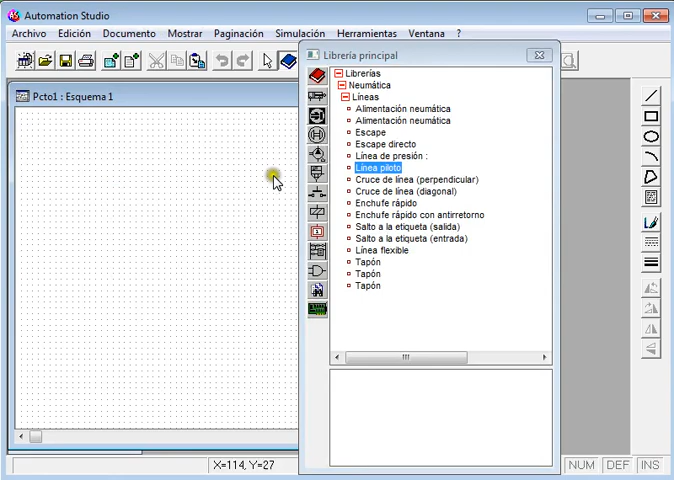 Automation Studio
Archivo Edición Documento Mostrar Paginación Simulación Herramientas Ventana ?
Librería principal
Pcto1 : Esquema 1
Librerías
Neumática
Líneas
Alimentación neumática
Alimentación neumática
Escape
Escape directo
Línea de presión :
Línea piloto
Cruce de línea (perpendicular)
Cruce de línea (diagonal)
Enchufe rápido
Enchufe rápido con antirretorno
Salto a la etiqueta (salida)
Salto a la etiqueta (entrada)
Línea flexible
Tapón
Tapón
Tapón
X=114, Y=27
NUM DEF INS